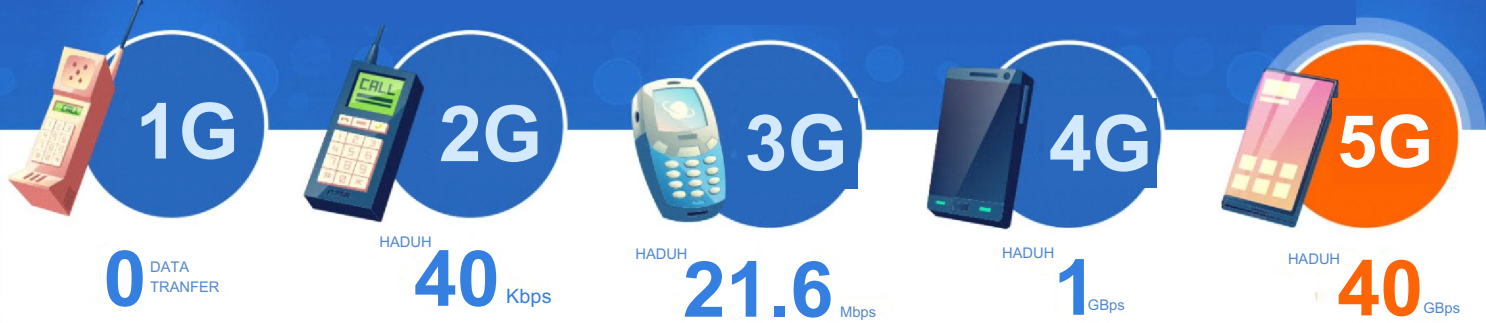 1G
2G
3G
4G
5G
CALL
CALL
0 DATA
TRANFER
HADUH
40 Kbps
HADUH
21.6 Mbps
HADUH
1 GBps
HADUH
40 GBps